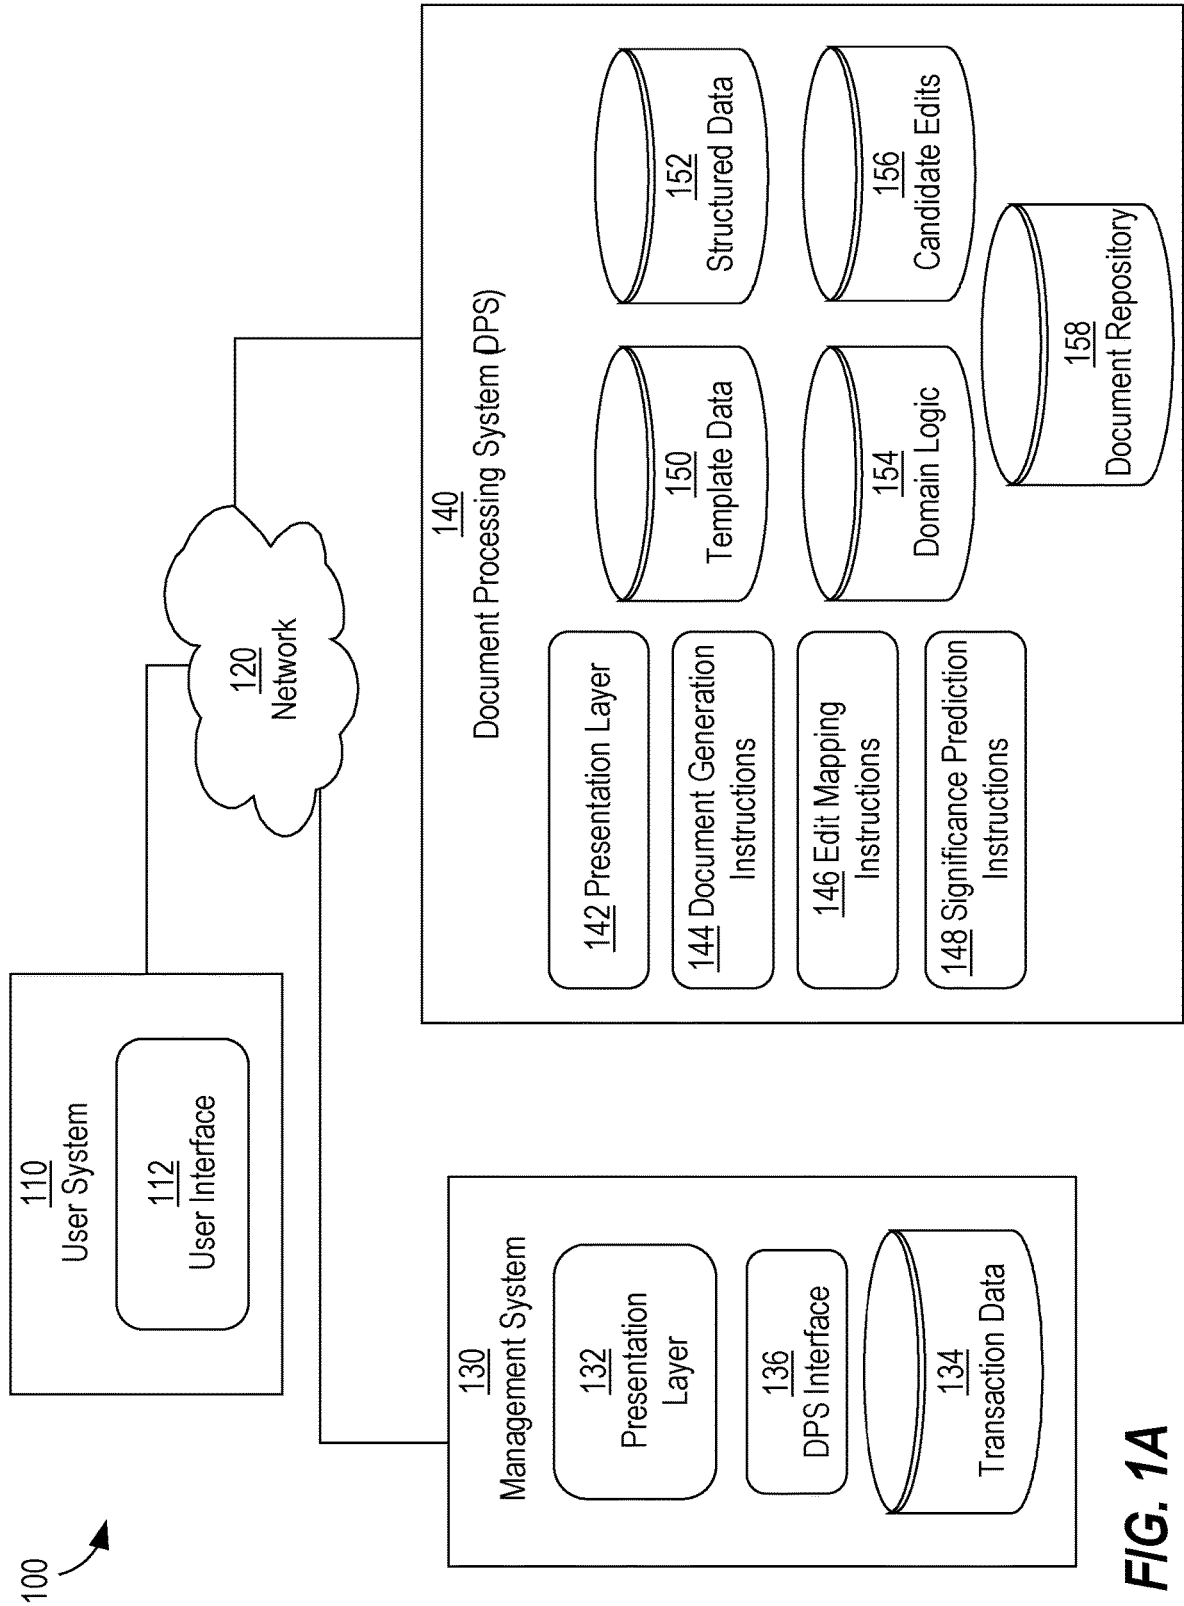 100
110
User System
112
User Interface
120
Network
130
Management System
132
Presentation
Layer
136
DPS Interface
134
Transaction Data
140
Document Processing System (DPS)
142 Presentation Layer
144 Document Generation
Instructions
146 Edit Mapping
Instructions
148 Significance Prediction
Instructions
150
Template Data
152
Structured Data
154
Domain Logic
156
Candidate Edits
158
Document Repository
FIG. 1A